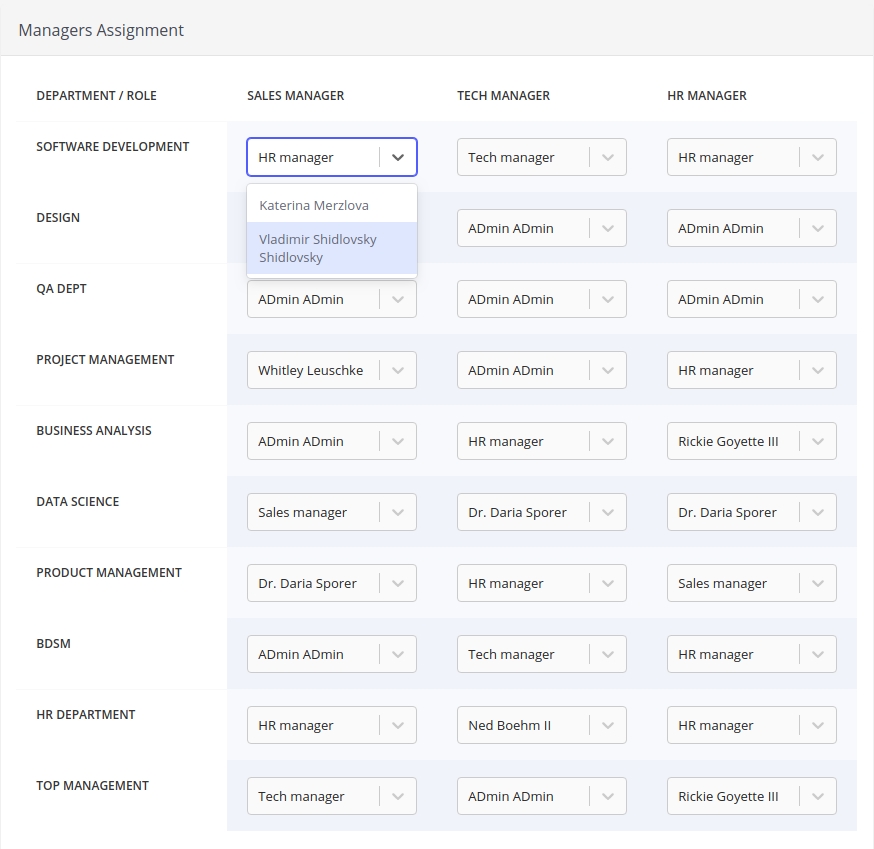 Managers Assignment
DEPARTMENT / ROLE SALES MANAGER TECH MANAGER HR MANAGER
SOFTWARE DEVELOPMENT HR manager Tech manager HR manager
Katerina Merzlova
Vladimir Shidlovsky
Shidlovsky
DESIGN ADmin ADmin ADmin ADmin
QA DEPT ADmin ADmin ADmin ADmin ADmin ADmin
PROJECT MANAGEMENT Whitley Leuschke ADmin ADmin HR manager
BUSINESS ANALYSIS ADmin ADmin HR manager Rickie Goyette III
DATA SCIENCE Sales manager Dr. Daria Sporer Dr. Daria Sporer
PRODUCT MANAGEMENT Dr. Daria Sporer HR manager Sales manager
BDSM ADmin ADmin Tech manager HR manager
HR DEPARTMENT HR manager Ned Boehm II HR manager
TOP MANAGEMENT Tech manager ADmin ADmin Rickie Goyette III